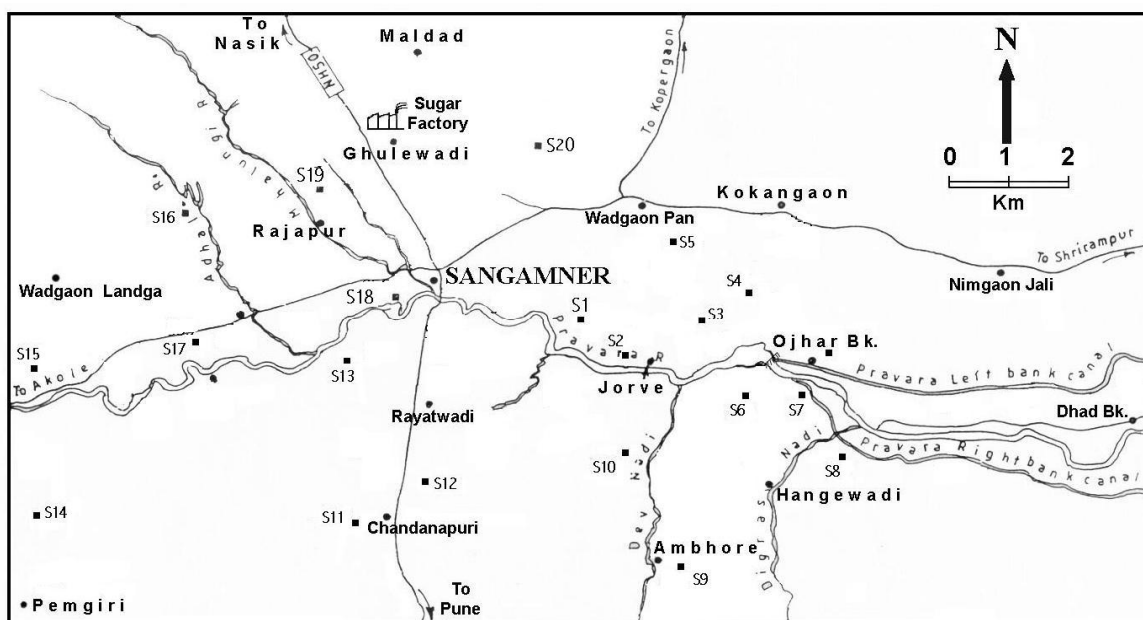 To
Nasik
NH50
Maldad
Sugar
Factory
Ghulewadi
To Kopergaon
N
0 1 2
Km
S20
S19
Mhalungi R
Rajapur
S16
Adhala R.
Wadgaon Landga
SANGAMNER
S18
Kokangaon
Wadgaon Pan
S5
To Shrirampur
Nimgaon Jali
S4
S3
S1
S2
Pravara R
Jorve
Ojhar Bk.
Pravara Left bank canal
S15
S17
S13
To Akole
Rayatwadi
S6
S7
Dhad Bk.
Pravara Right bank canal
S10
Dev Nadi
Digras Nadi
S8
Hangewadi
S12
S14
S11
Chandanapuri
Ambhore
S9
Pemgiri
To
Pune